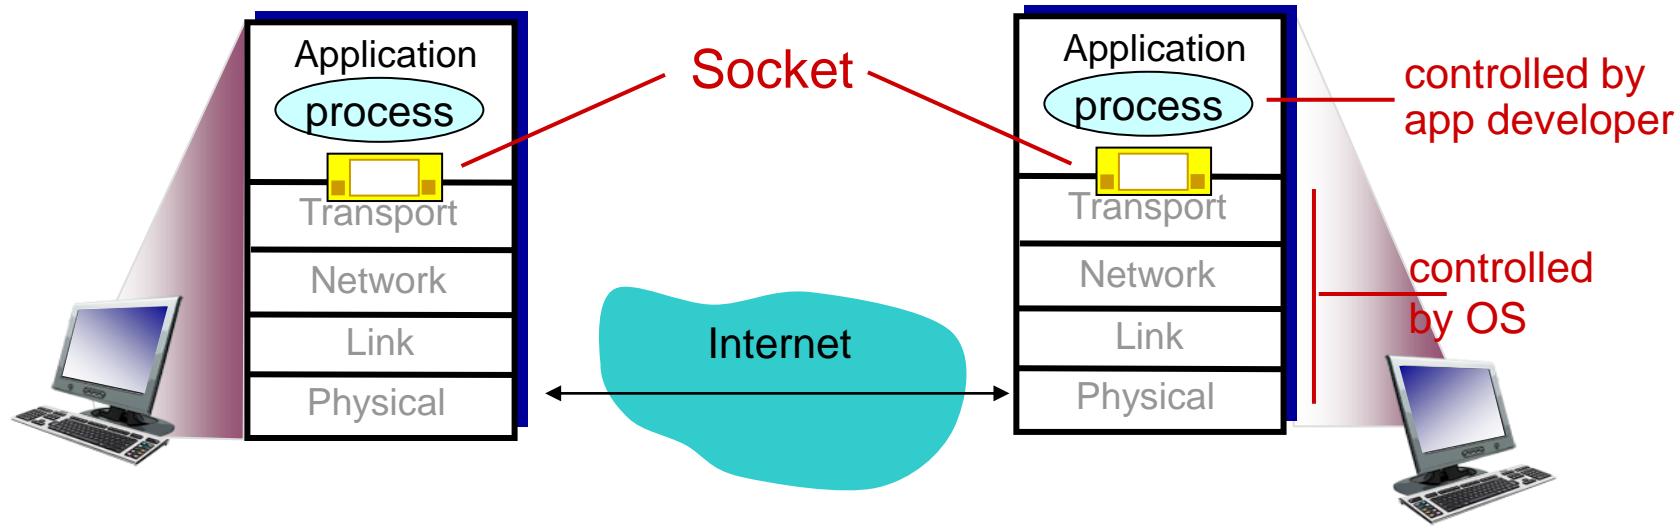 Application
process
Transport
Network
Link
Physical
Socket
Internet
Application
process
Transport
Network
Link
Physical
controlled by
app developer
controlled
by OS